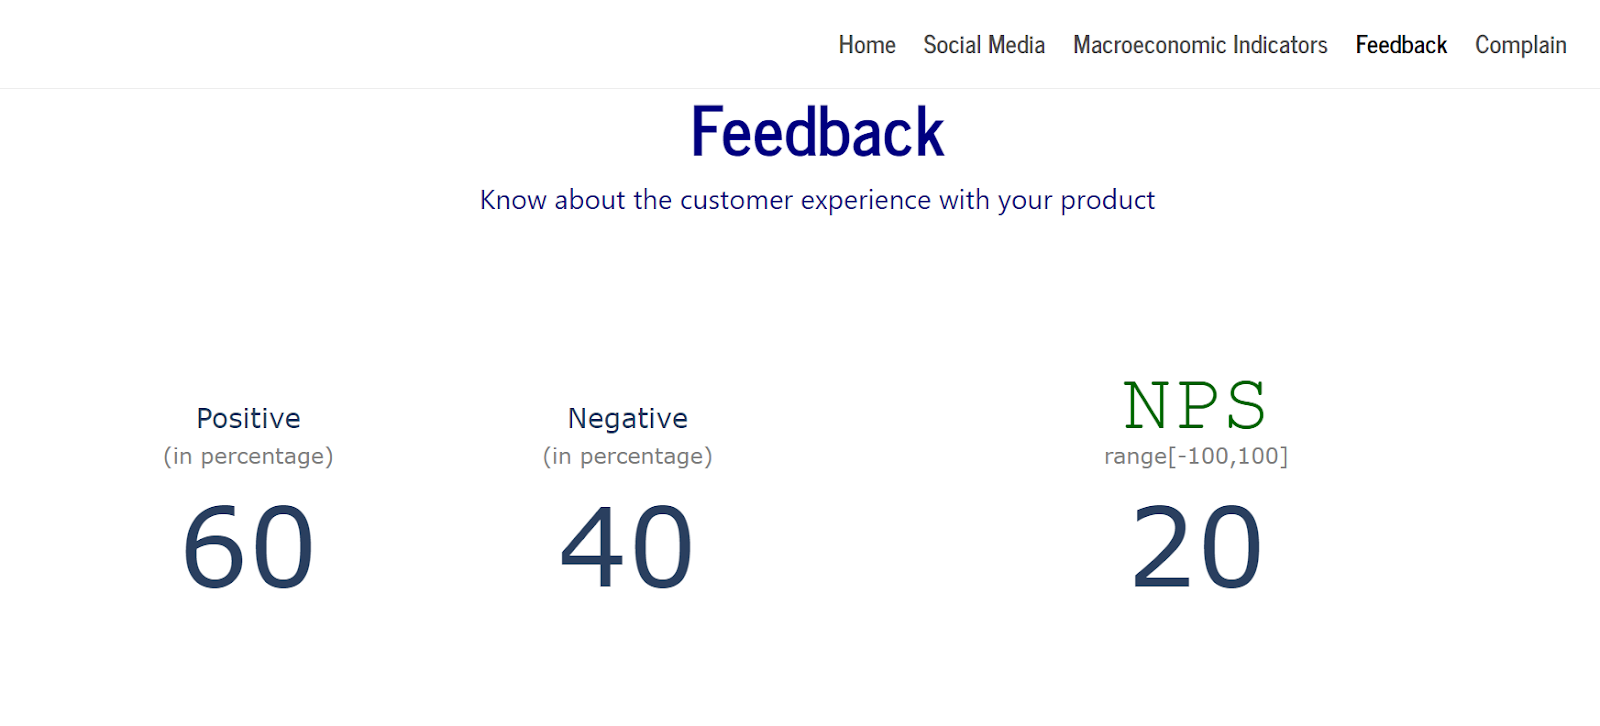 Home Social Media Macroeconomic Indicators Feedback Complain
Feedback
Know about the customer experience with your product
Positive
(in percentage)
60
Negative
(in percentage)
40
NPS
range[-100,100]
20